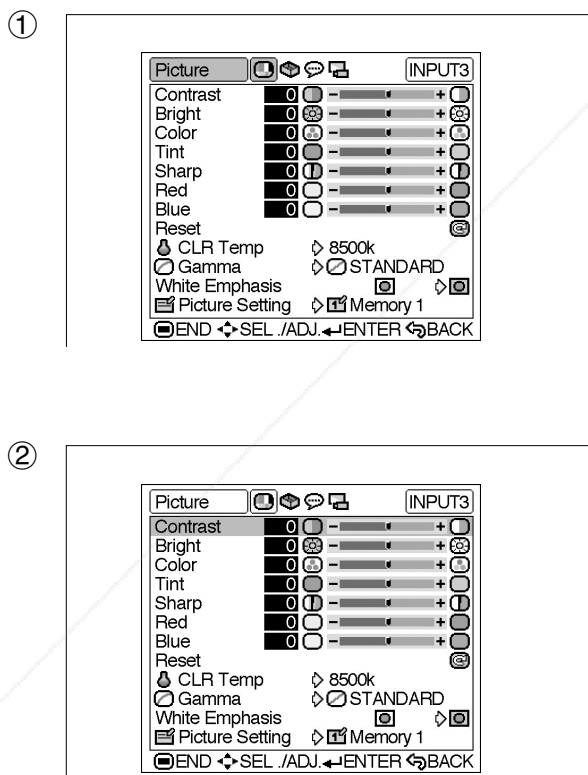 ①
Picture INPUT3
Contrast 0 - +
Bright 0 - +
Color 0 - +
Tint 0 - +
Sharp 0 - +
Red 0 - +
Blue 0 - +
Reset
CLR Temp 8500k
Gamma STANDARD
White Emphasis
Picture Setting 1 Memory 1
END SEL ./ADJ. ENTER BACK
②
Picture INPUT3
Contrast 0 - +
Bright 0 - +
Color 0 - +
Tint 0 - +
Sharp 0 - +
Red 0 - +
Blue 0 - +
Reset
CLR Temp 8500k
Gamma STANDARD
White Emphasis
Picture Setting 1 Memory 1
END SEL ./ADJ. ENTER BACK